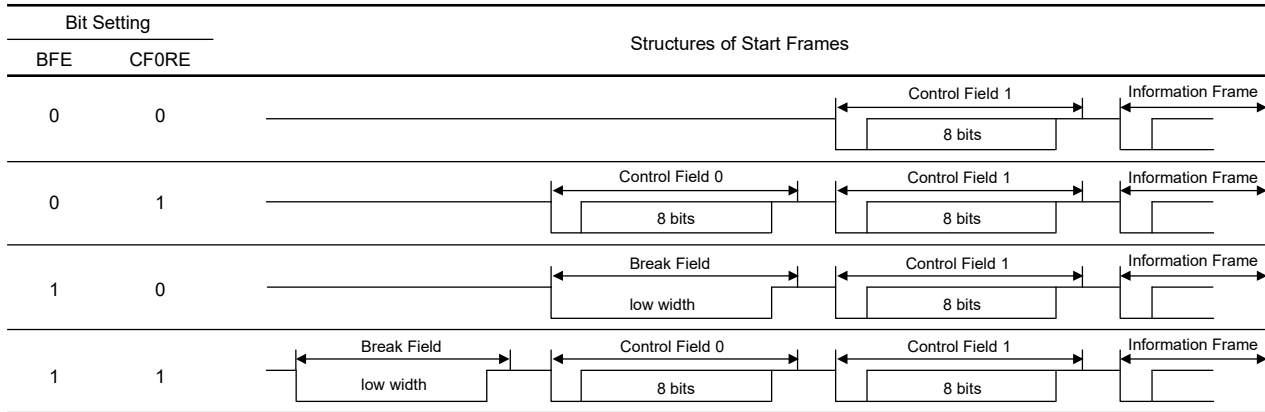 Bit Setting
Structures of Start Frames
BFE CF0RE
Control Field 1 Information Frame
0 0
8 bits
Control Field 0 Control Field 1 Information Frame
0 1
8 bits 8 bits
Break Field Control Field 1 Information Frame
1 0
low width 8 bits
Break Field Control Field 0 Control Field 1 Information Frame
1 1
low width 8 bits 8 bits